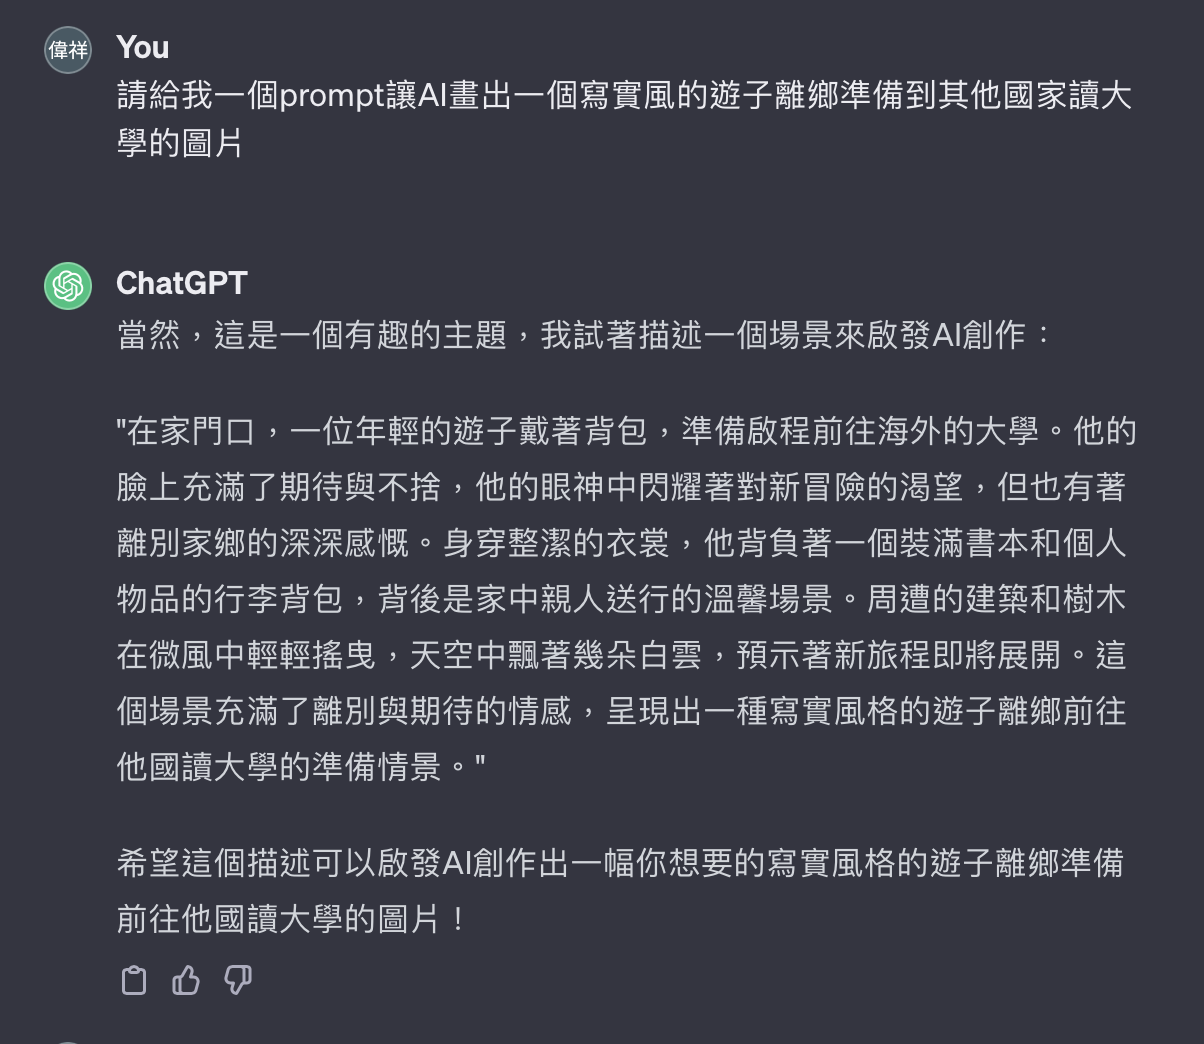 偉祥
You
請給我一個prompt讓AI畫出一個寫實風的遊子離鄉準備到其他國家讀大
學的圖片
ChatGPT
當然，這是一個有趣的主題，我試著描述一個場景來啟發AI創作：
"在家門口，一位年輕的遊子戴著背包，準備啟程前往海外的大學。他的
臉上充滿了期待與不捨，他的眼神中閃耀著對新冒險的渴望，但也有著
離別家鄉的深深感慨。身穿整潔的衣裳，他背負著一個裝滿書本和個人
物品的行李背包，背後是家中親人送行的溫馨場景。周遭的建築和樹木
在微風中輕輕搖曳，天空中飄著幾朵白雲，預示著新旅程即將展開。這
個場景充滿了離別與期待的情感，呈現出一種寫實風格的遊子離鄉前往
他國讀大學的準備情景。"
希望這個描述可以啟發AI創作出一幅你想要的寫實風格的遊子離鄉準備
前往他國讀大學的圖片！